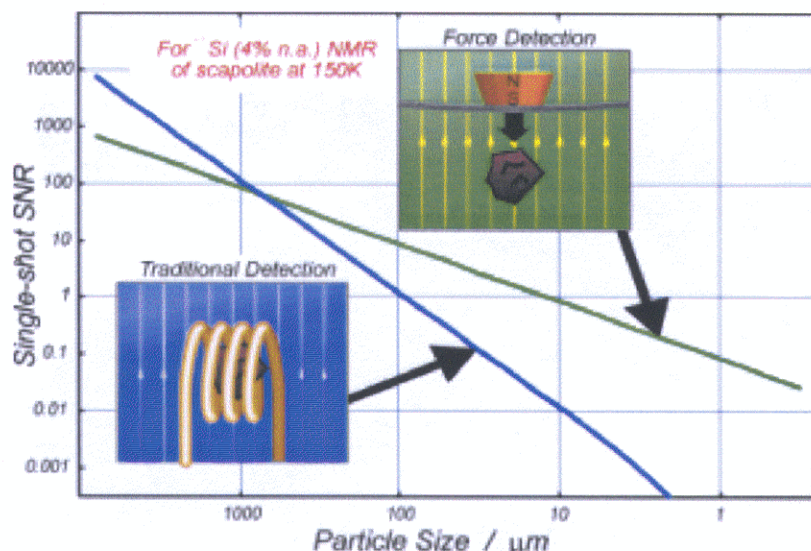 For Si (4% n.a.) NMR
of scapolite at 150K
Force Detection
Traditional Detection
Single-shot SNR
10000
1000
100
10
1
0.1
0.01
0.001
1000
100
10
1
Particle Size / μm